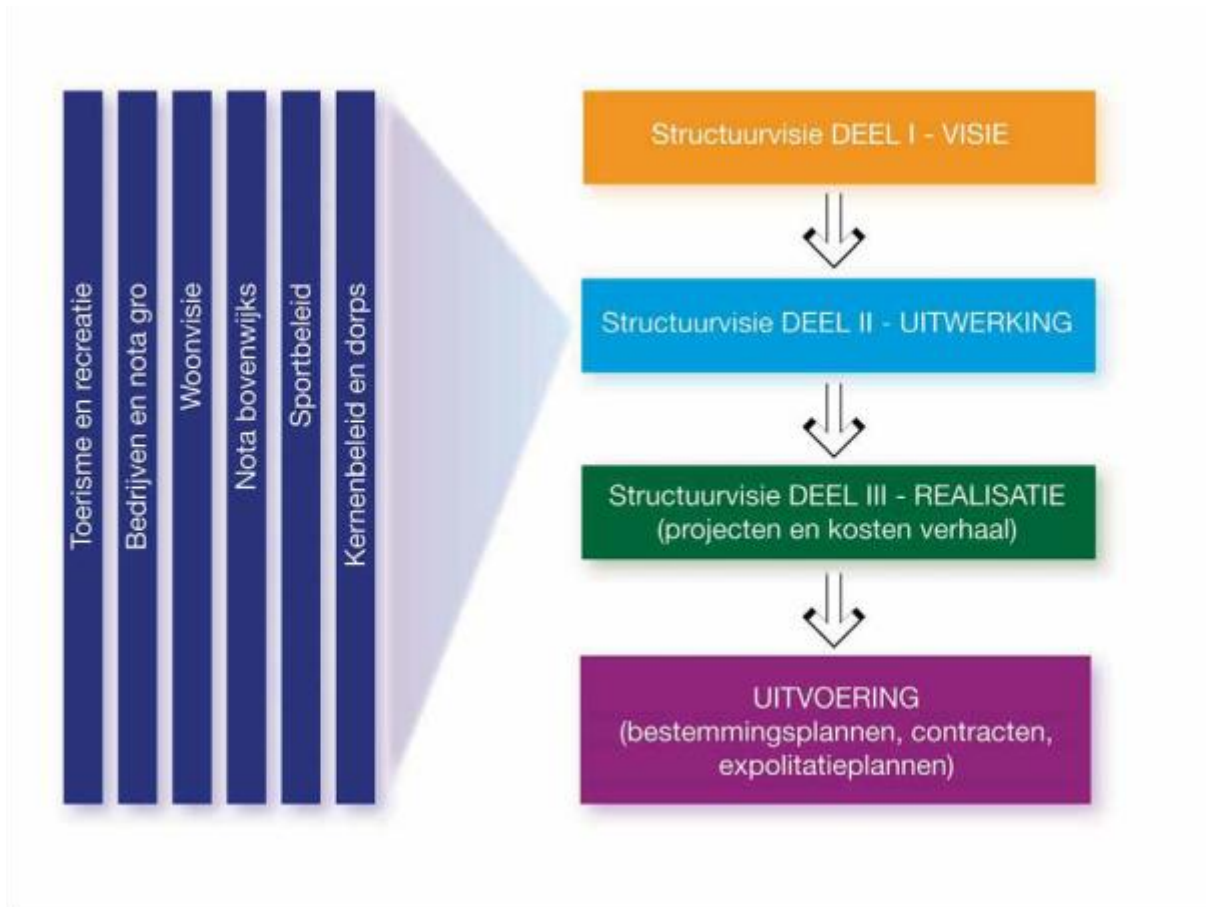 Toerisme en recreatie
Bedrijven en nota gro
Woonvisie
Nota bovenwijks
Sportbeleid
Kernenbeleid en dorps
Structuurvisie DEEL I - VISIE
Structuurvisie DEEL II - UITWERKING
Structuurvisie DEEL III - REALISATIE
(projecten en kosten verhaal)
UITVOERING
(bestemmingsplannen, contracten,
expolitatieplannen)